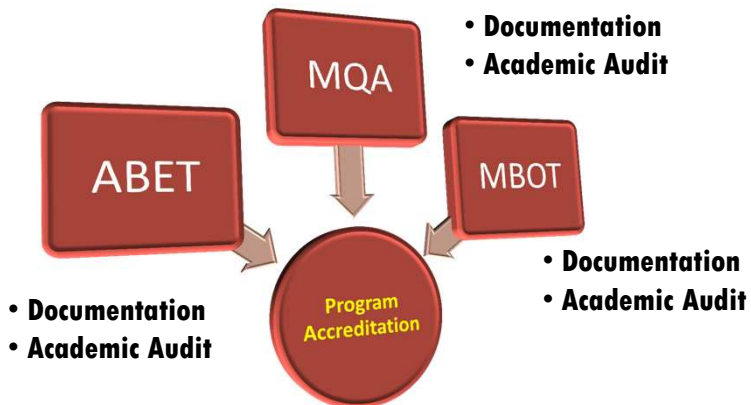 • Documentation
• Academic Audit
MQA
ABET
MBOT
• Documentation
• Academic Audit
Program
Accreditation
• Documentation
• Academic Audit